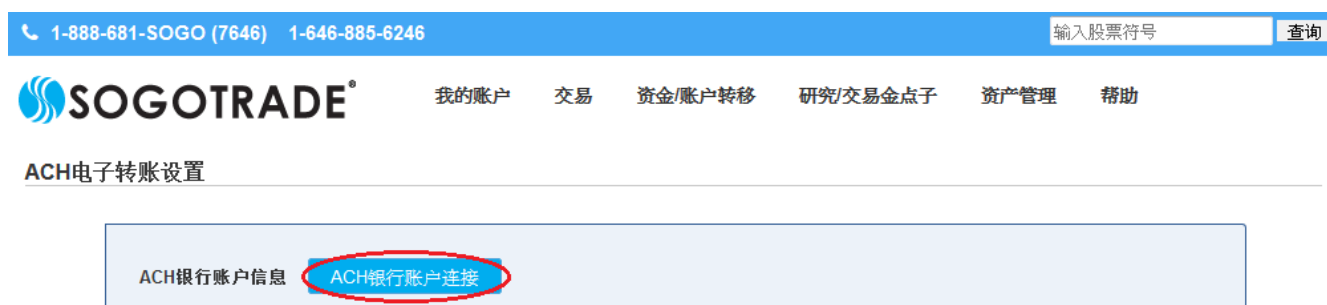 1-888-681-SOGO (7646) 1-646-885-6246 输入股票符号 查询
SOGOTRADE® 我的账户 交易 资金/账户转移 研究/交易金点子 资产管理 帮助
ACH电子转账设置
ACH银行账户信息 ACH银行账户连接